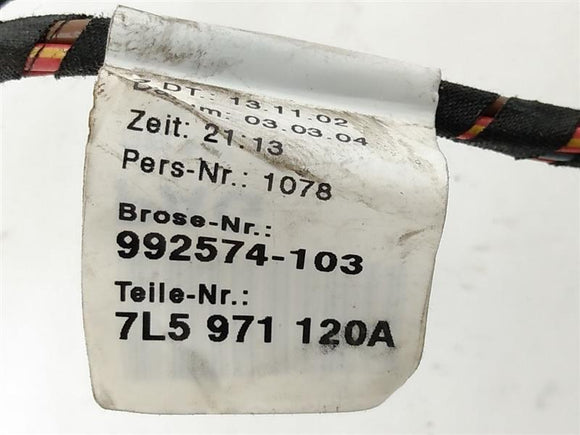 Z.DT.: 13.11.02
Datum: 03.03.04
Zeit: 21:13
Pers-Nr.: 1078
Brose-Nr.:
992574-103
Teile-Nr.:
7L5 971 120A